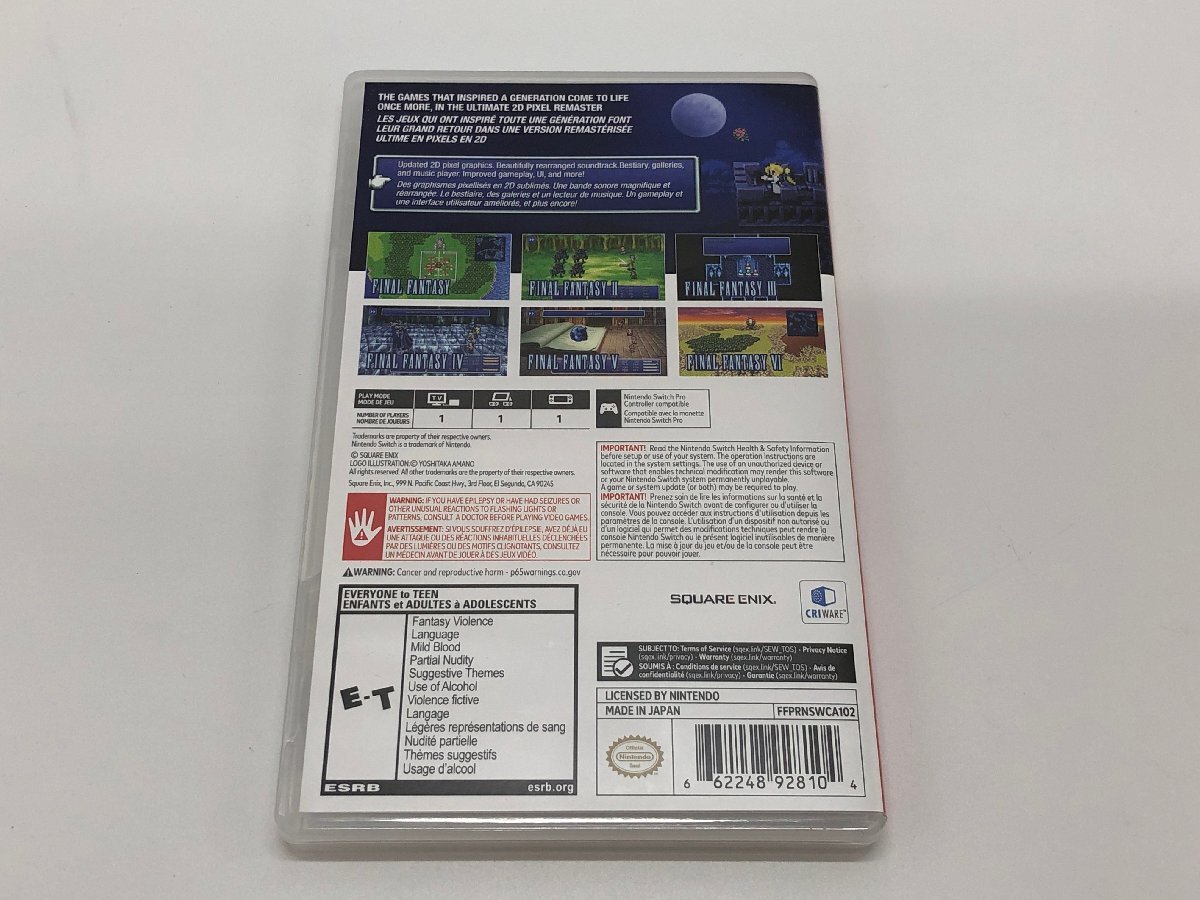 THE GAMES THAT INSPIRED A GENERATION COME TO LIFE
ONCE MORE, IN THE ULTIMATE 2D PIXEL REMASTER
LES JEUX QUI ONT INSPIRÉ TOUTE UNE GÉNÉRATION FONT
LEUR GRAND RETOUR DANS UNE VERSION REMASTÉRISÉE
ULTIME EN PIXELS EN 2D
Updated 2D pixel graphics. Beautifully rearranged soundtrack.Bestiary, galleries,
and music player. Improved gameplay, UI, and more!
Des graphismes pixellisés en 2D sublimés. Une bande sonore magnifique et
réarrangée. Le bestiaire, des galeries et un lecteur de musique. Un gameplay et
une interface utilisateur améliorés, et plus encore!
FINAL FANTASY
FINAL FANTASY II
FINAL FANTASY III
FINAL FANTASY IV
FINAL FANTASY V
FINAL FANTASY VI
PLAY MODE
MODE DE JEU
TV
NUMBER OF PLAYERS
NOMBRE DE JOUEURS
1 1 1
Nintendo Switch Pro
Controller compatible
Compatible avec la manette
Nintendo Switch Pro
Trademarks are property of their respective owners.
Nintendo Switch is a trademark of Nintendo.
© SQUARE ENIX
LOGO ILLUSTRATION:© YOSHITAKA AMANO
All rights reserved. All other trademarks are the property of their respective owners.
Square Enix, Inc., 999 N. Pacific Coast Hwy, 3rd Floor, El Segundo, CA 90245
IMPORTANT! Read the Nintendo Switch Health & Safety Information
before setup or use of your system. The operation instructions are
located in the system settings. The use of an unauthorized device or
software that enables technical modification may render this software
or your Nintendo Switch system permanently unplayable.
A game or system update (or both) may be required to play.
IMPORTANT! Prenez soin de lire les informations sur la santé et la
sécurité de la Nintendo Switch avant de configurer ou d'utiliser la
console. Vous pouvez accéder aux instructions d'utilisation depuis les
paramètres de la console. L'utilisation d'un dispositif non autorisé ou
d'un logiciel qui permet des modifications techniques peut rendre la
console Nintendo Switch ou le présent logiciel inutilisables de manière
permanente. La mise à jour du jeu et/ou de la console peut être
nécessaire pour pouvoir jouer.
WARNING: IF YOU HAVE EPILEPSY OR HAVE HAD SEIZURES OR
OTHER UNUSUAL REACTIONS TO FLASHING LIGHTS OR
PATTERNS, CONSULT A DOCTOR BEFORE PLAYING VIDEO GAMES.
AVERTISSEMENT: SI VOUS SOUFFREZ D'ÉPILEPSIE, AVEZ DÉJÀ EU
UNE ATTAQUE OU DES RÉACTIONS INHABITUELLES DÉCLENCHÉES
PAR DES LUMIÈRES OU DES MOTIFS CLIGNOTANTS, CONSULTEZ
UN MÉDECIN AVANT DE JOUER À DES JEUX VIDÉO.
WARNING: Cancer and reproductive harm - p65warnings.ca.gov
EVERYONE to TEEN
ENFANTS et ADULTES à ADOLESCENTS
E-T
Fantasy Violence
Language
Mild Blood
Partial Nudity
Suggestive Themes
Use of Alcohol
Violence fictive
Langage
Légères représentations de sang
Nudité partielle
Thèmes suggestifs
Usage d'alcool
ESRB esrb.org
SQUARE ENIX.
CRIWARE™
SUBJECT TO: Terms of Service (sqex.link/SEW_TOS) · Privacy Notice
(sqex.link/privacy) · Warranty (sqex.link/warranty)
SOUMIS À : Conditions de service (sqex.link/SEW_TOS) · Avis de
confidentialité (sqex.link/privacy) · Garantie (sqex.link/warranty)
LICENSED BY NINTENDO
MADE IN JAPAN FFPRNSWCA102
Official
Nintendo
Seal
6 62248 92810 4